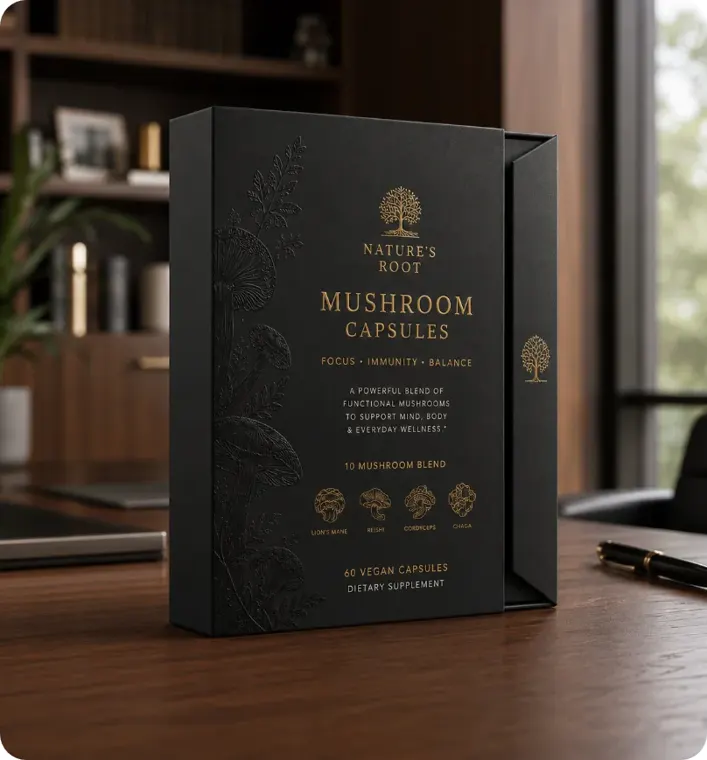 NATURE'S
ROOT
MUSHROOM
CAPSULES
FOCUS • IMMUNITY • BALANCE
A POWERFUL BLEND OF
FUNCTIONAL MUSHROOMS
TO SUPPORT MIND, BODY
& EVERYDAY WELLNESS.*
10 MUSHROOM BLEND
LION'S MANE REISHI CORDYCEPS CHAGA
60 VEGAN CAPSULES
DIETARY SUPPLEMENT